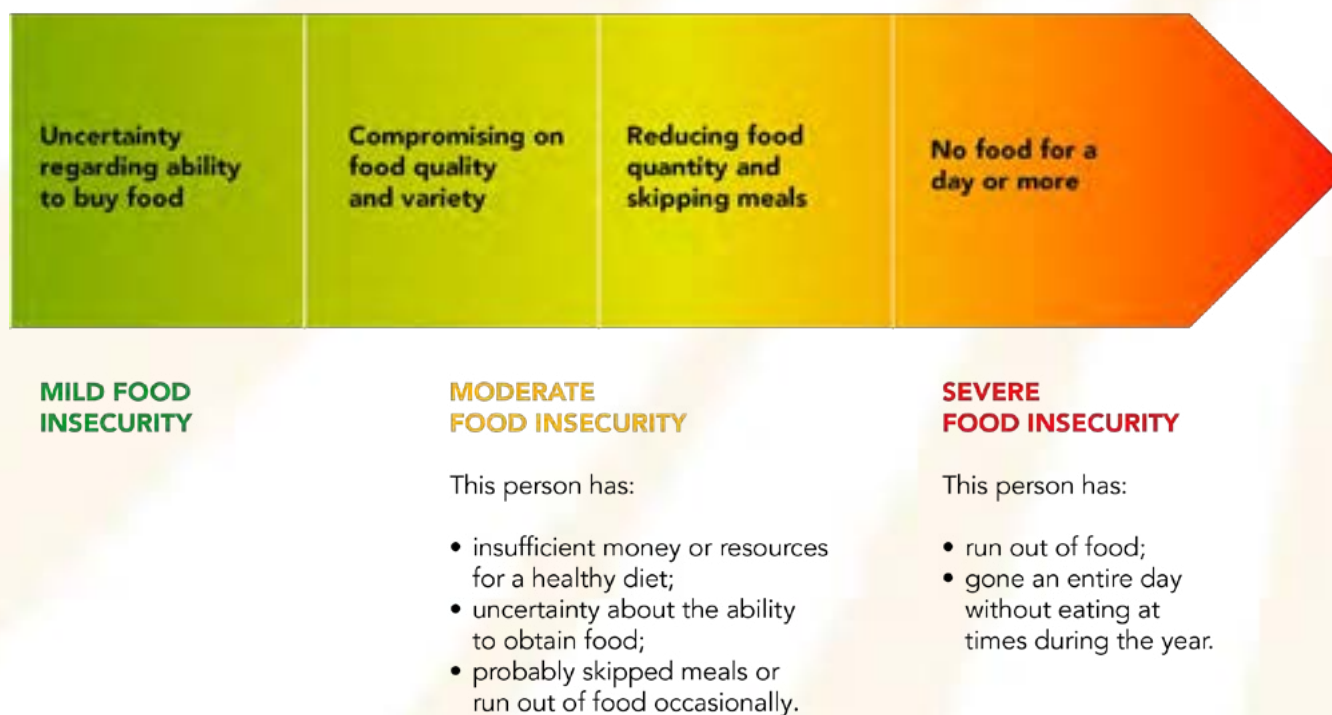 Uncertainty
regarding ability
to buy food
Compromising on
food quality
and variety
Reducing food
quantity and
skipping meals
No food for a
day or more
MILD FOOD
INSECURITY
MODERATE
FOOD INSECURITY
This person has:
• insufficient money or resources
for a healthy diet;
• uncertainty about the ability
to obtain food;
• probably skipped meals or
run out of food occasionally.
SEVERE
FOOD INSECURITY
This person has:
• run out of food;
• gone an entire day
without eating at
times during the year.